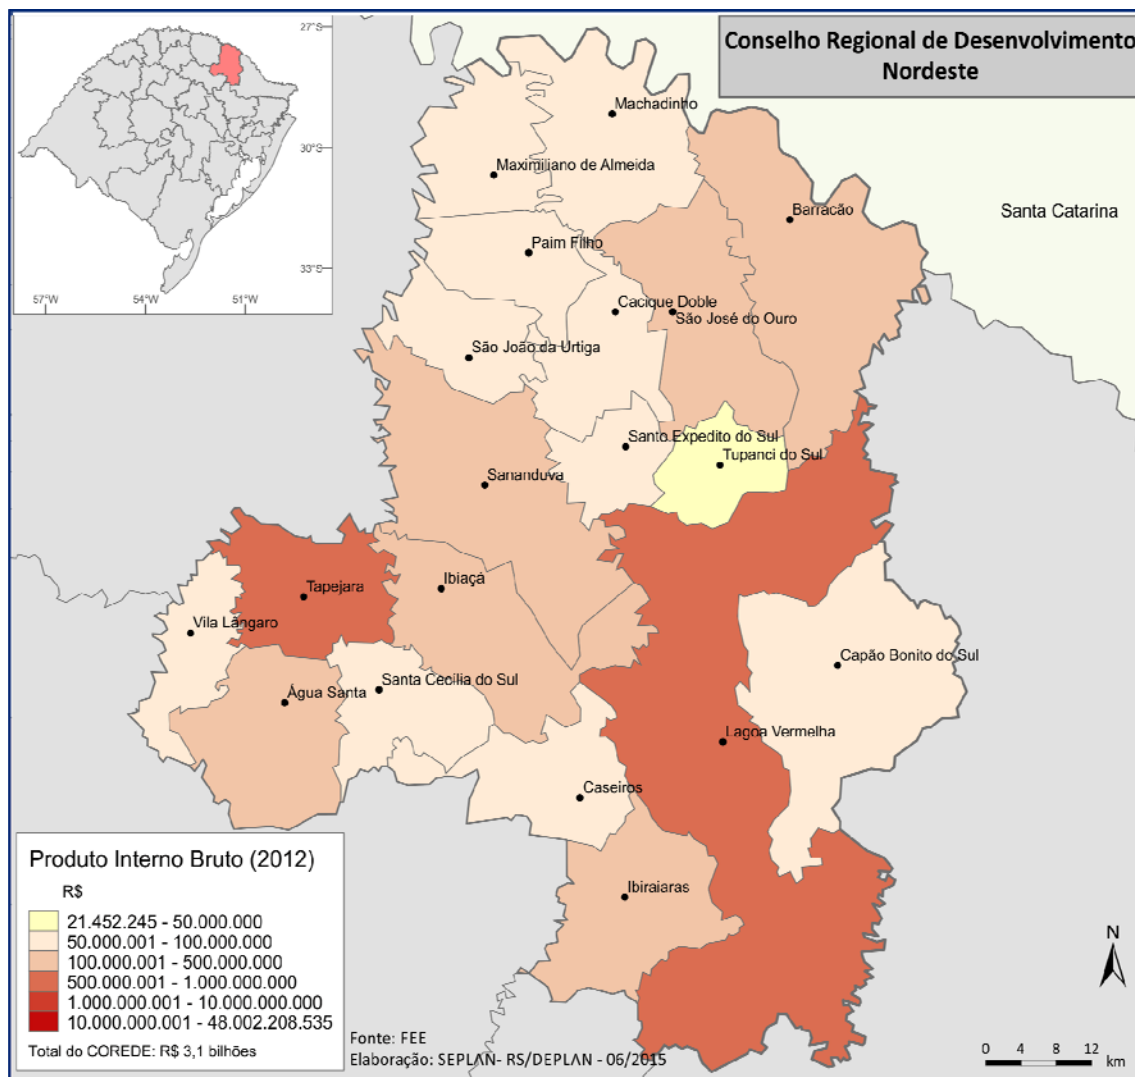 27°S
30°S
33°S
57°W
54°W
51°W
Conselho Regional de Desenvolvimento
Nordeste
Santa Catarina
Machadinho
Maximiliano de Almeida
Barracão
Paim Filho
Cacique Doble
São José do Ouro
São João da Urtiga
Santo Expedito do Sul
Tupanci do Sul
Sananduva
Tapejara
Ibiaçá
Vila Lângaro
Capão Bonito do Sul
Santa Cecília do Sul
Água Santa
Lagoa Vermelha
Caseiros
Ibiraiaras
Produto Interno Bruto (2012)
R$
21.452.245 - 50.000.000
50.000.001 - 100.000.000
100.000.001 - 500.000.000
500.000.001 - 1.000.000.000
1.000.000.001 - 10.000.000.000
10.000.000.001 - 48.002.208.535
Total do COREDE: R$ 3,1 bilhões
Fonte: FEE
Elaboração: SEPLAN- RS/DEPLAN - 06/2015
N
0 4 8 12
km